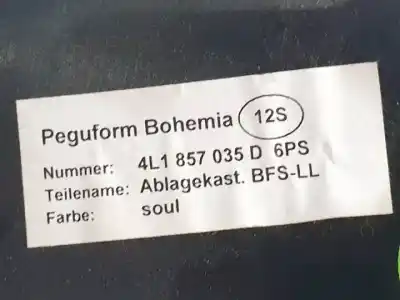 Peguform Bohemia 12S
Nummer: 4L1 857 035 D 6PS
Teilename: Ablagekast. BFS-LL
Farbe: soul